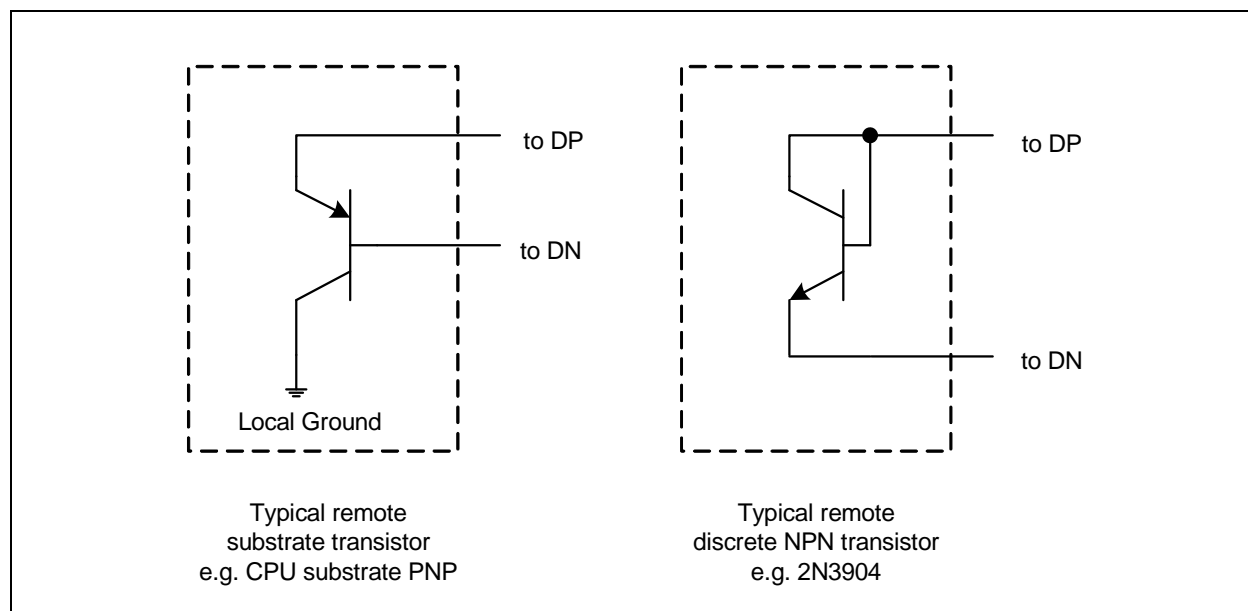 to DP
to DN
Local Ground
Typical remote
substrate transistor
e.g. CPU substrate PNP
to DP
to DN
Typical remote
discrete NPN transistor
e.g. 2N3904